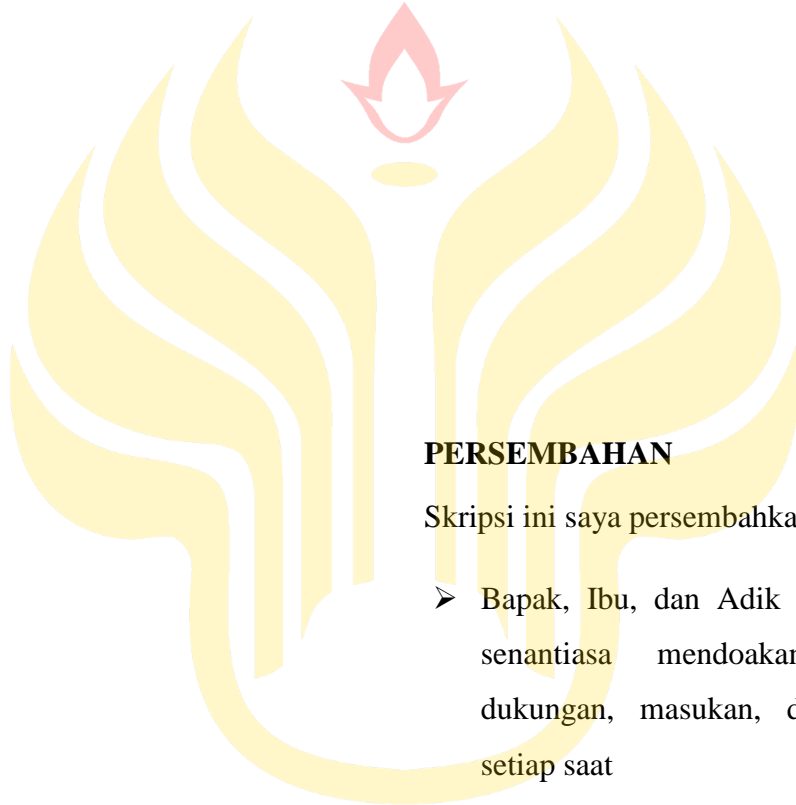 PERSEMBAHAN
Skripsi ini saya persembahka
➢ Bapak, Ibu, dan Adik
senantiasa mendoakan
dukungan, masukan, d
setiap saat